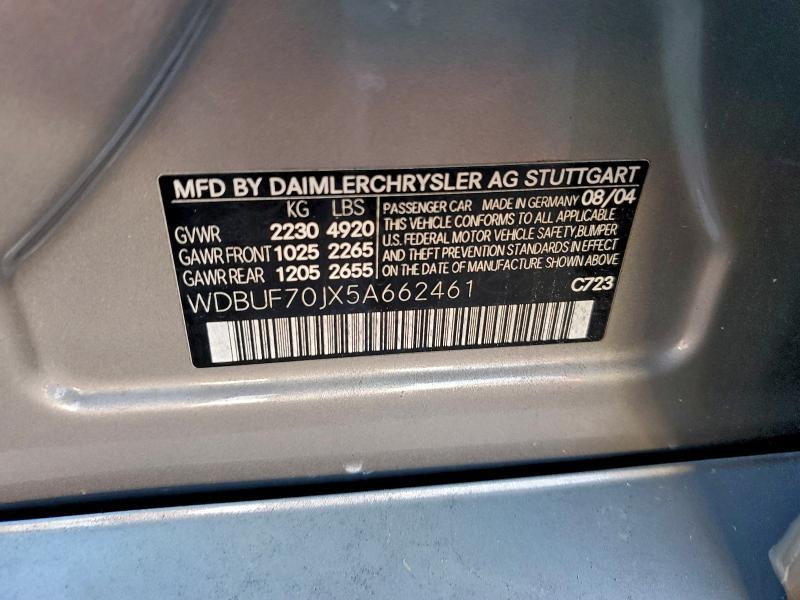 MFD BY DAIMLERCHRYSLER AG STUTTGART
KG LBS
GVWR 2230 4920
GAWR FRONT 1025 2265
GAWR REAR 1205 2655
PASSENGER CAR MADE IN GERMANY 08/04
THIS VEHICLE CONFORMS TO ALL APPLICABLE
U.S. FEDERAL MOTOR VEHICLE SAFETY, BUMPER
AND THEFT PREVENTION STANDARDS IN EFFECT
ON THE DATE OF MANUFACTURE SHOWN ABOVE
WDBUF70JX5A662461
C723